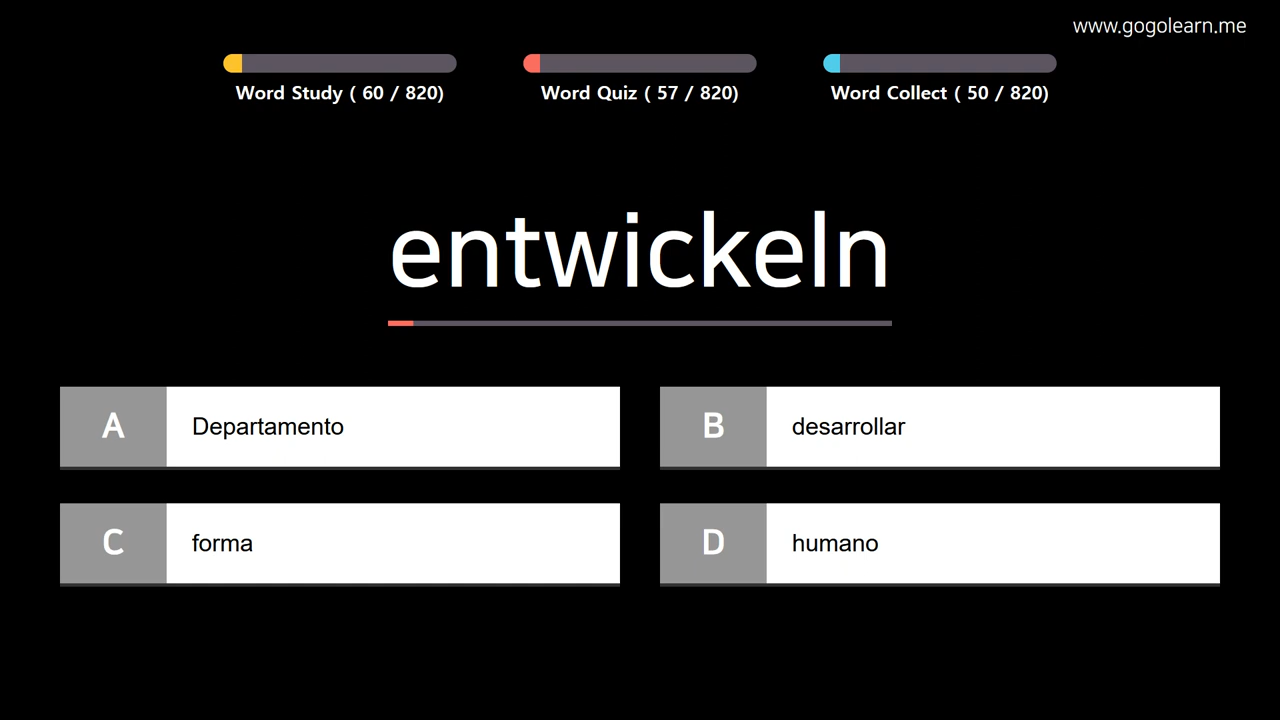 www.gogolearn.me
Word Study ( 60 / 820)
Word Quiz ( 57 / 820)
Word Collect ( 50 / 820)
entwickeln
A Departamento
B desarrollar
C forma
D humano